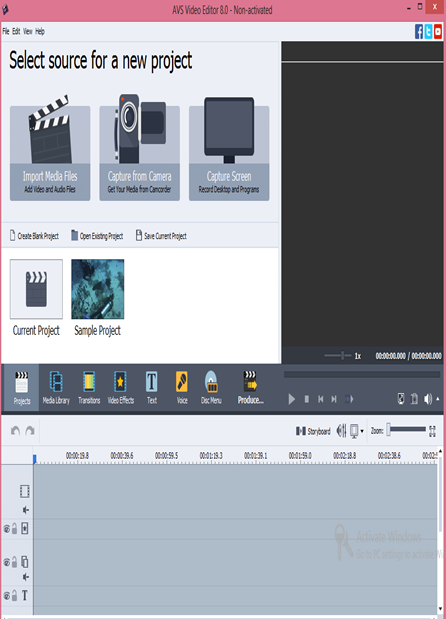 AVS Video Editor 8.0 - Non-activated
File Edit View Help
Select source for a new project
Import Media Files
Add Video and Audio Files
Capture from Camera
Get Your Media from Camcorder
Capture Screen
Record Desktop and Programs
Create Blank Project
Open Existing Project
Save Current Project
Current Project
Sample Project
1x
00:00:00.000 / 00:00:00.000
Projects
Media Library
Transitions
Video Effects
Text
Voice
Disc Menu
Produce...
Storyboard
Zoom:
00:00:19.8 00:00:39.6 00:00:59.5 00:01:19.3 00:01:39.1 00:01:59.0 00:02:18.8 00:02:38.6 00:02:
Activate Windows
Go to PC settings to activate Wi
T